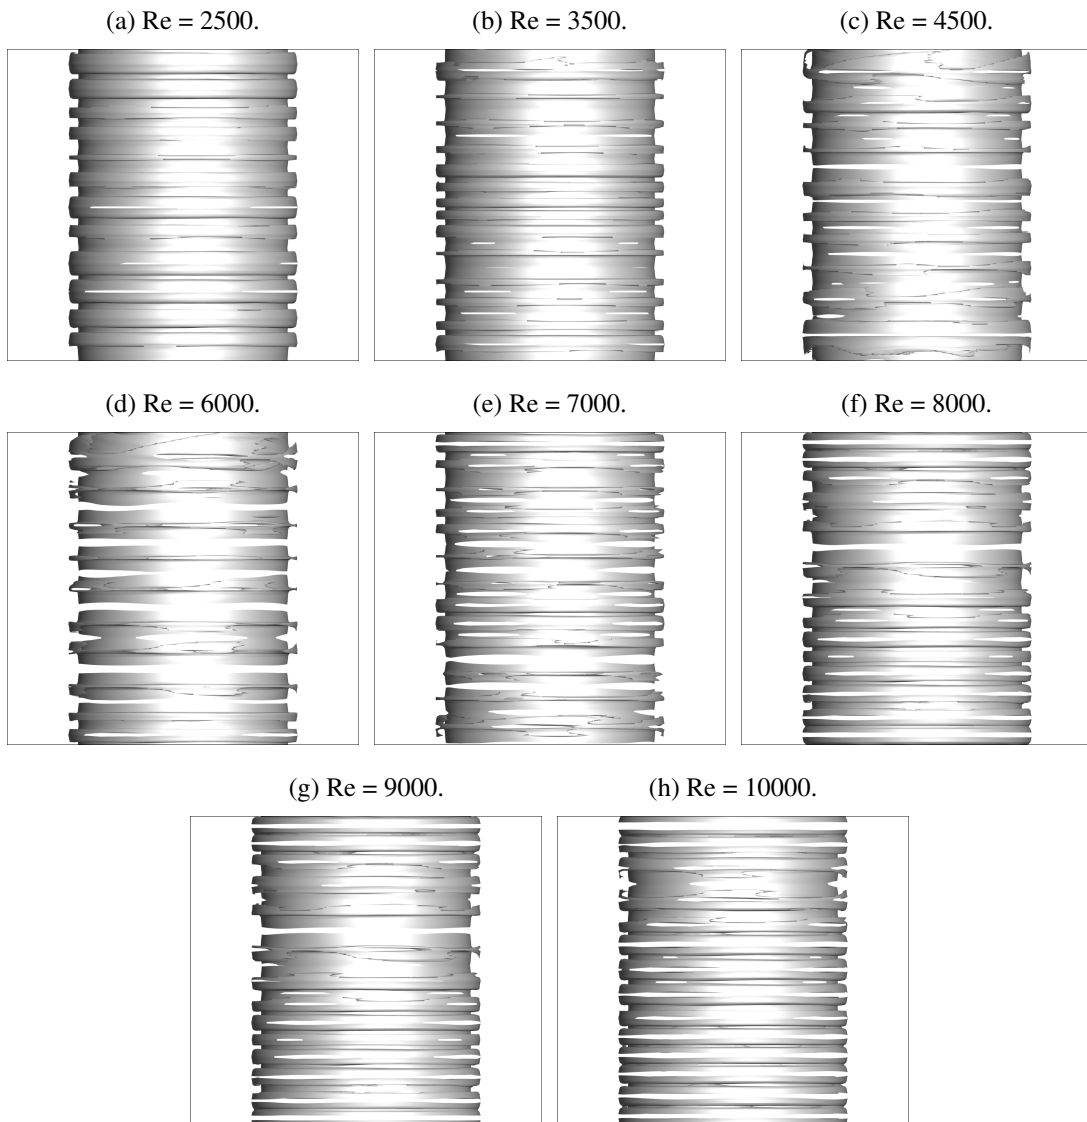 (a) Re = 2500.
(b) Re = 3500.
(c) Re = 4500.
(d) Re = 6000.
(e) Re = 7000.
(f) Re = 8000.
(g) Re = 9000.
(h) Re = 10000.